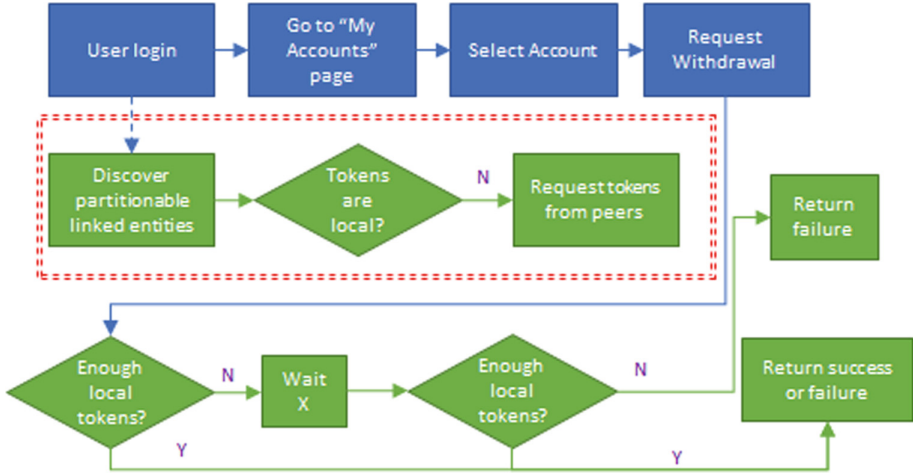 User login
Go to “My
Accounts”
page
Select Account
Request
Withdrawal
Discover
partitionable
linked entities
Tokens
are
local?
N
Request tokens
from peers
Return
failure
Enough
local
tokens?
N
Wait
X
Enough
local
tokens?
N
Return success
or failure
Y
Y